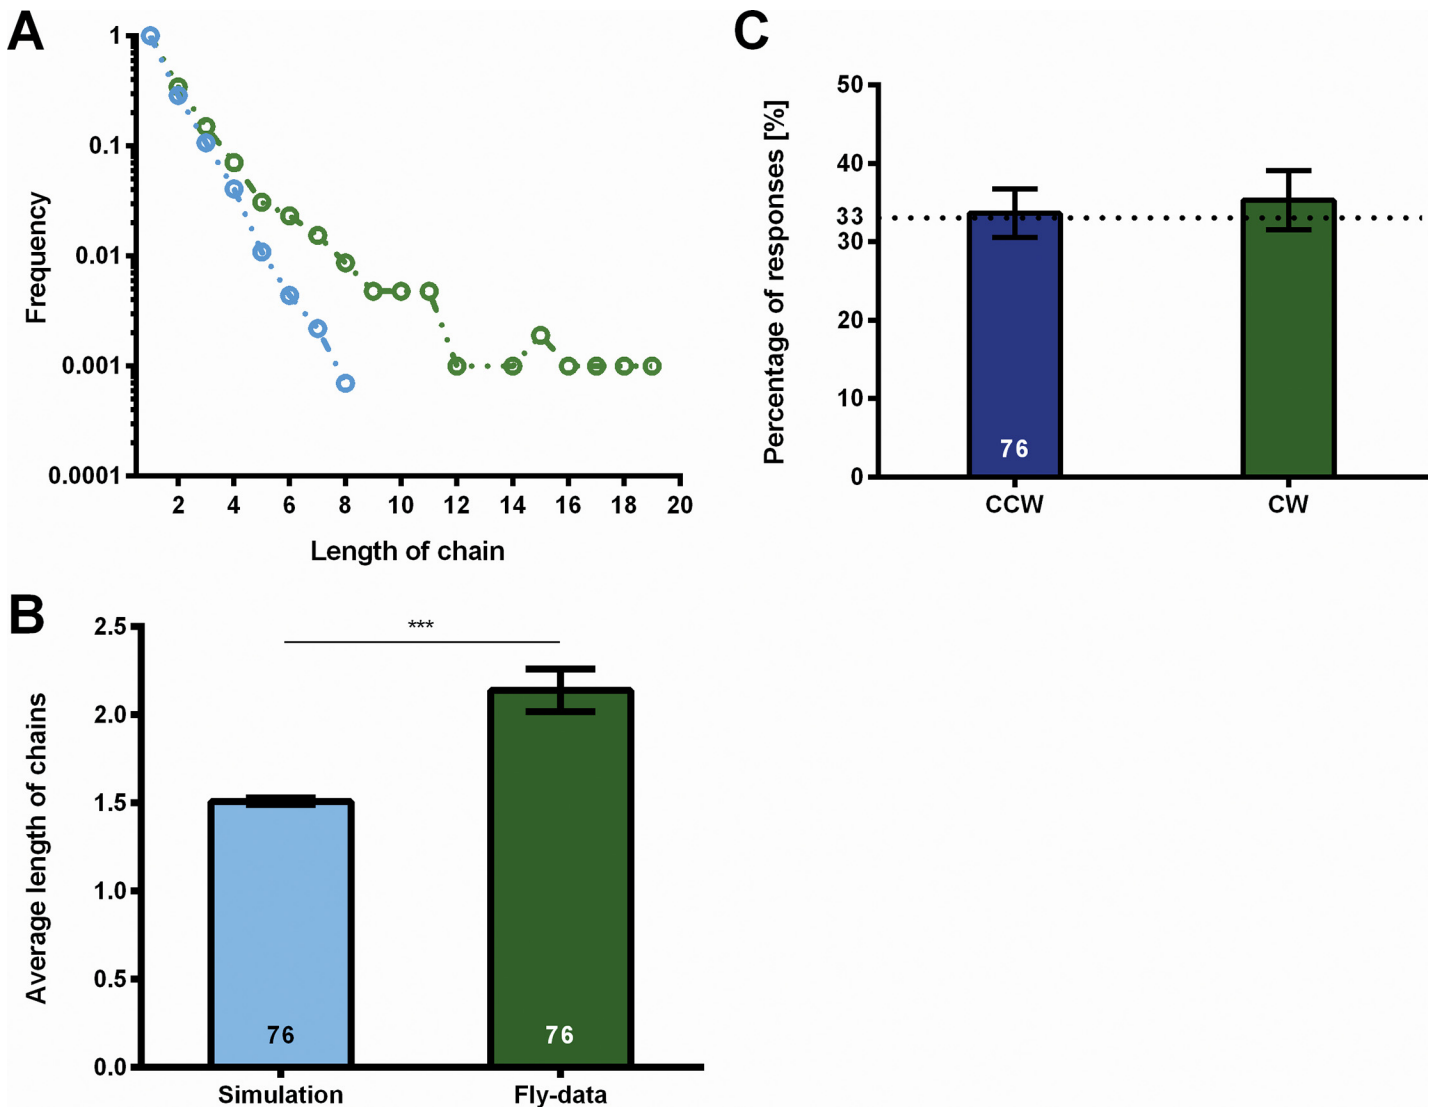 A
1
0.1
0.01
0.001
0.0001
Frequency
2 4 6 8 10 12 14 16 18 20
Length of chain
B
2.5
2.0
1.5
1.0
0.5
0.0
Average length of chains
***
76
76
Simulation Fly-data
C
50
40
33
30
20
10
0
Percentage of responses [%]
76
CCW CW